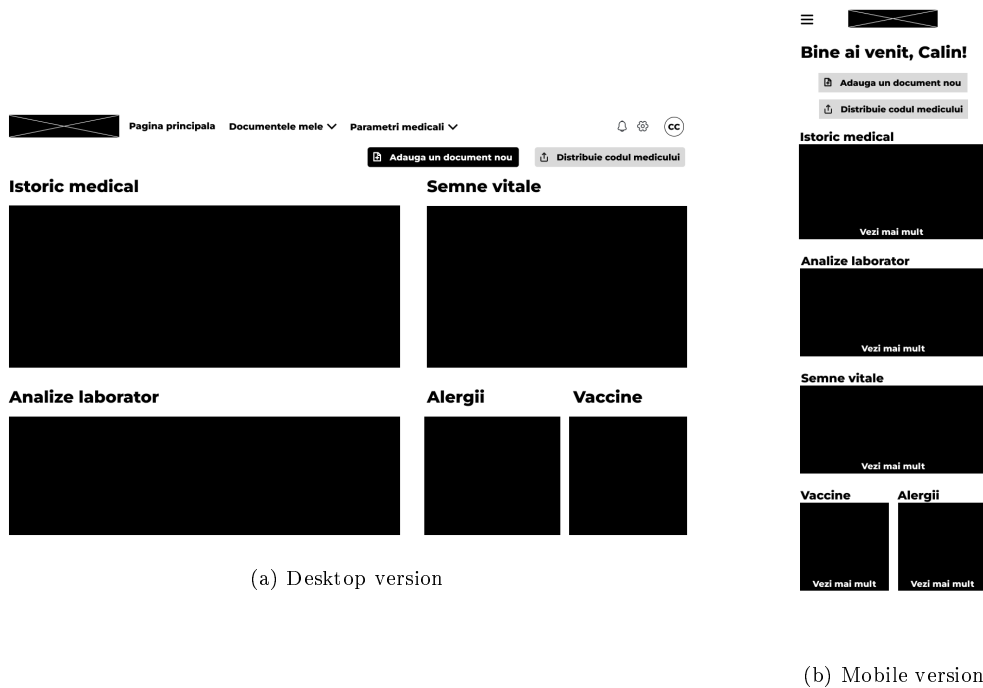 Pagina principala Documentele mele Parametri medicali CC
Adauga un document nou Distribuie codul medicului
Istoric medical Semne vitale
Analize laborator Alergii Vaccine
(a) Desktop version
Bine ai venit, Calin!
Adauga un document nou
Distribuie codul medicului
Istoric medical
Vezi mai mult
Analize laborator
Vezi mai mult
Semne vitale
Vezi mai mult
Vaccine Alergii
Vezi mai mult Vezi mai mult
(b) Mobile version